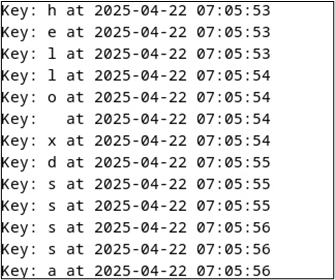 Key: h at 2025-04-22 07:05:53
Key: e at 2025-04-22 07:05:53
Key: l at 2025-04-22 07:05:53
Key: l at 2025-04-22 07:05:54
Key: o at 2025-04-22 07:05:54
Key:   at 2025-04-22 07:05:54
Key: x at 2025-04-22 07:05:54
Key: d at 2025-04-22 07:05:55
Key: s at 2025-04-22 07:05:55
Key: s at 2025-04-22 07:05:55
Key: s at 2025-04-22 07:05:56
Key: s at 2025-04-22 07:05:56
Key: a at 2025-04-22 07:05:56